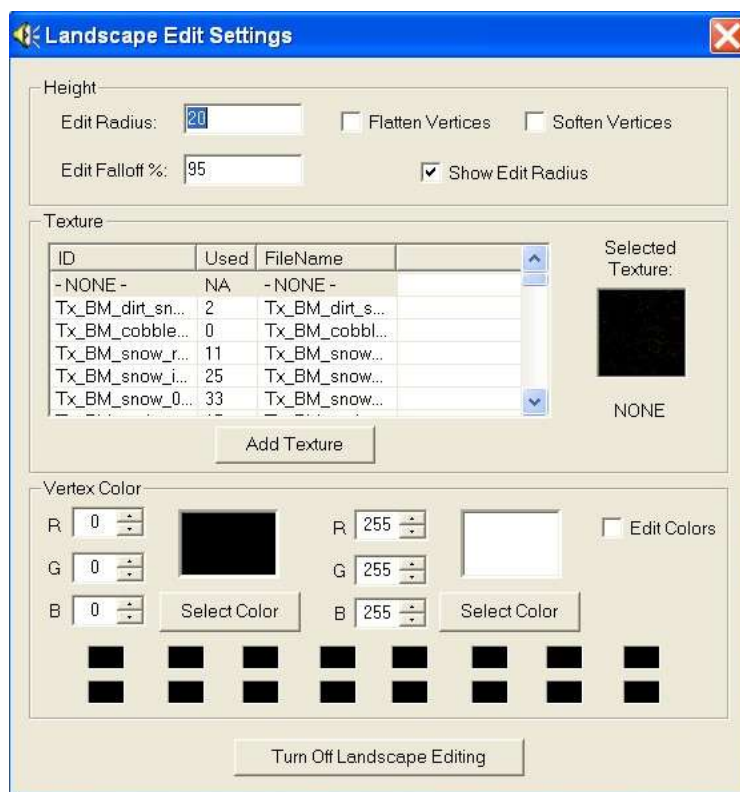 Landscape Edit Settings
Height
Edit Radius: 20 Flatten Vertices Soften Vertices
Edit Falloff %: 95 Show Edit Radius
Texture
ID Used FileName
Selected Texture:
- NONE - NA - NONE -
Tx_BM_dirt_sn... 2 Tx_BM_dirt_s...
Tx_BM_cobble... 0 Tx_BM_cobbl...
Tx_BM_snow_r... 11 Tx_BM_snow...
Tx_BM_snow_i... 25 Tx_BM_snow...
Tx_BM_snow_0... 33 Tx_BM_snow...
NONE
Add Texture
Vertex Color
R 0 R 255 Edit Colors
G 0 G 255
B 0 Select Color B 255 Select Color
Turn Off Landscape Editing